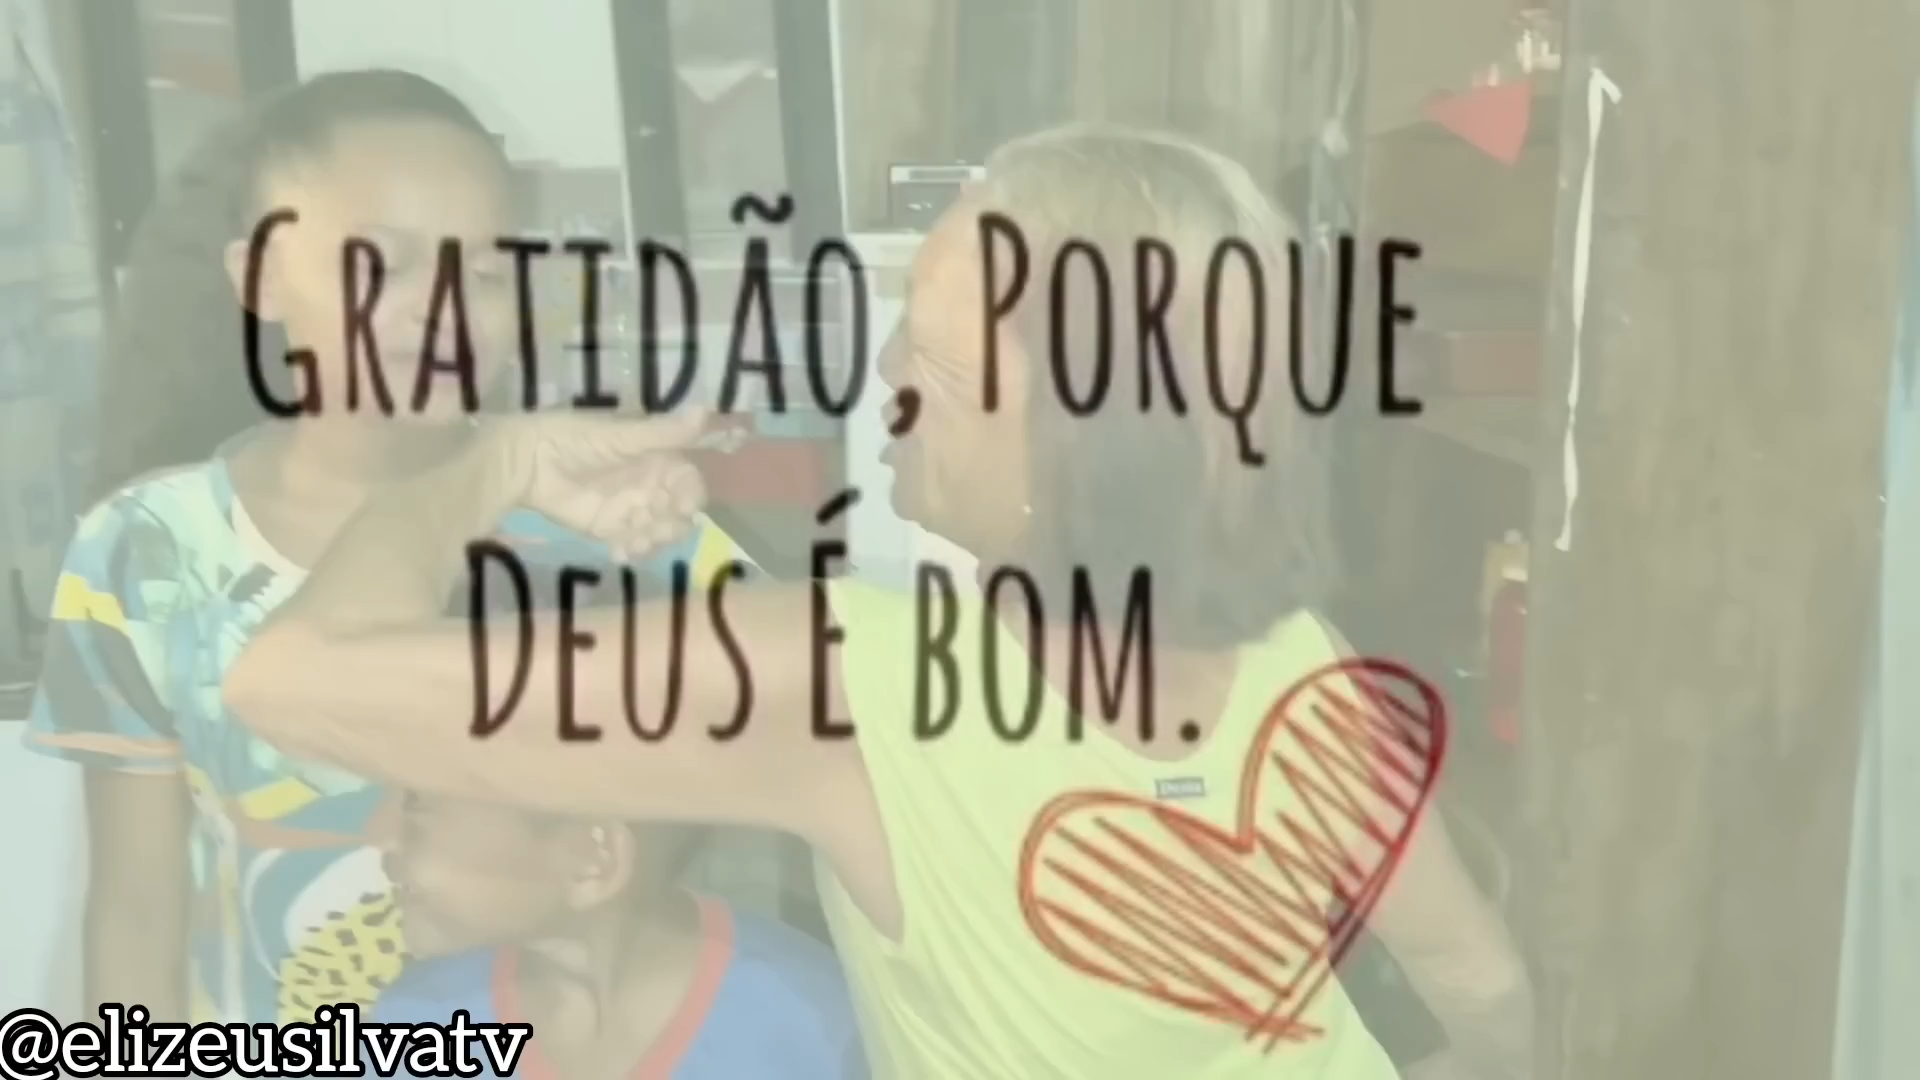 Gratidão, Porque
Deus é bom.
@elizeusilvatv